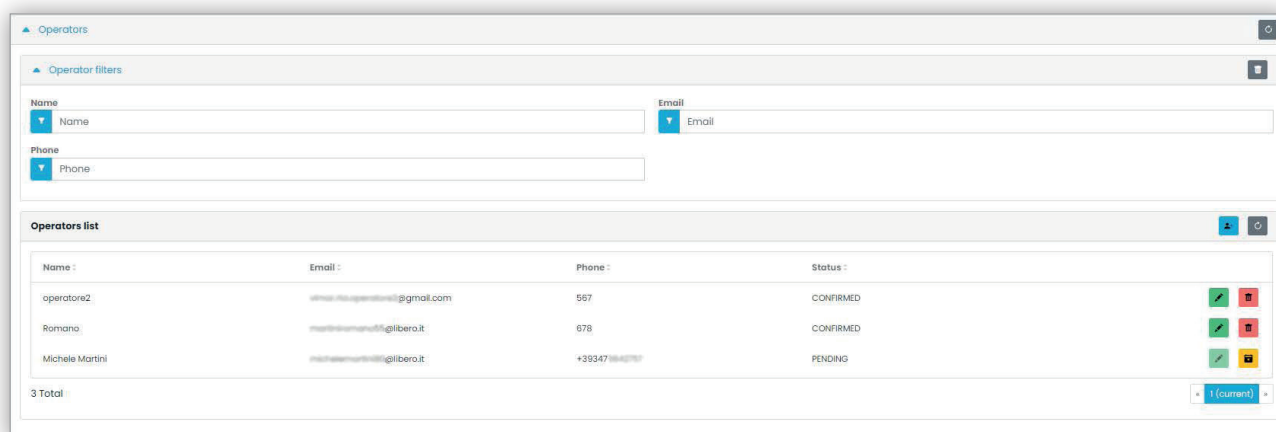 Operators
Operator filters
Name Email
Name Email
Phone
Phone
Operators list
Name Email Phone Status
operatore2 @gmail.com 567 CONFIRMED
Romano @libero.it 678 CONFIRMED
Michele Martini @libero.it +39347 PENDING
3 Total « 1 (current) »